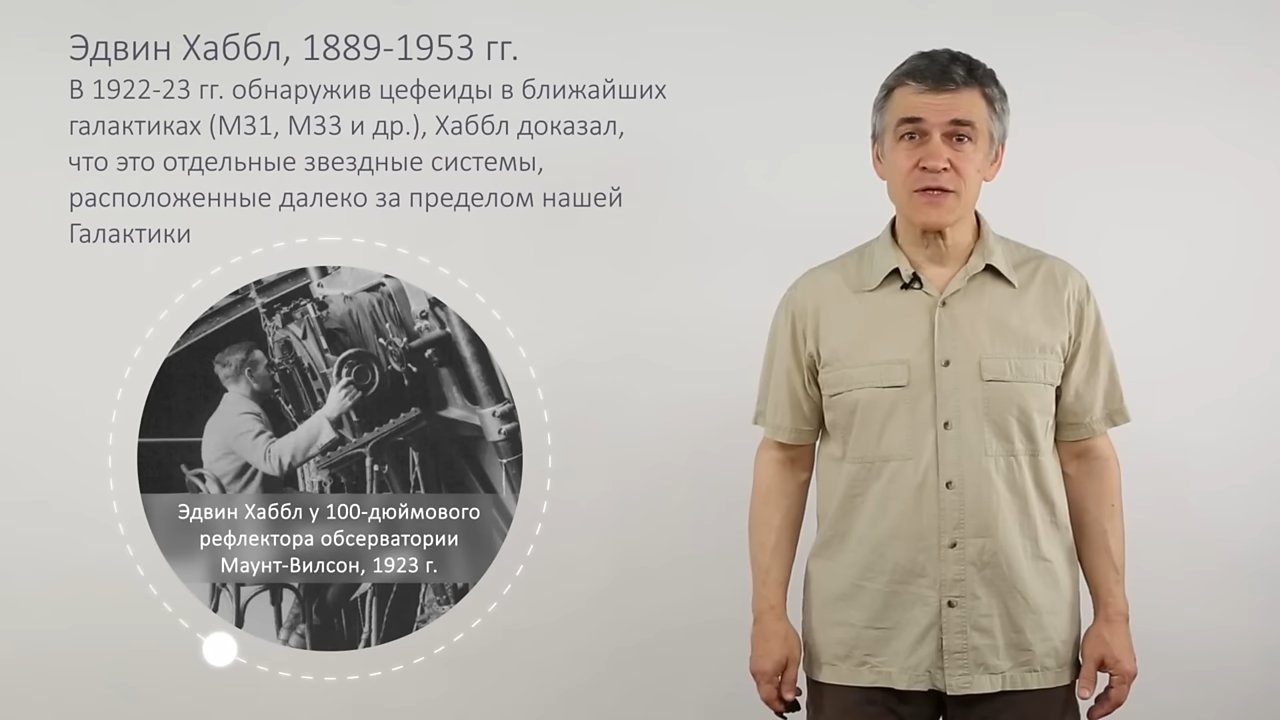 Эдвин Хаббл, 1889-1953 гг.
В 1922-23 гг. обнаружив цефеиды в ближайших
галактиках (М31, М33 и др.), Хаббл доказал,
что это отдельные звездные системы,
расположенные далеко за пределом нашей
Галактики
Эдвин Хаббл у 100-дюймового
рефлектора обсерватории
Маунт-Вилсон, 1923 г.